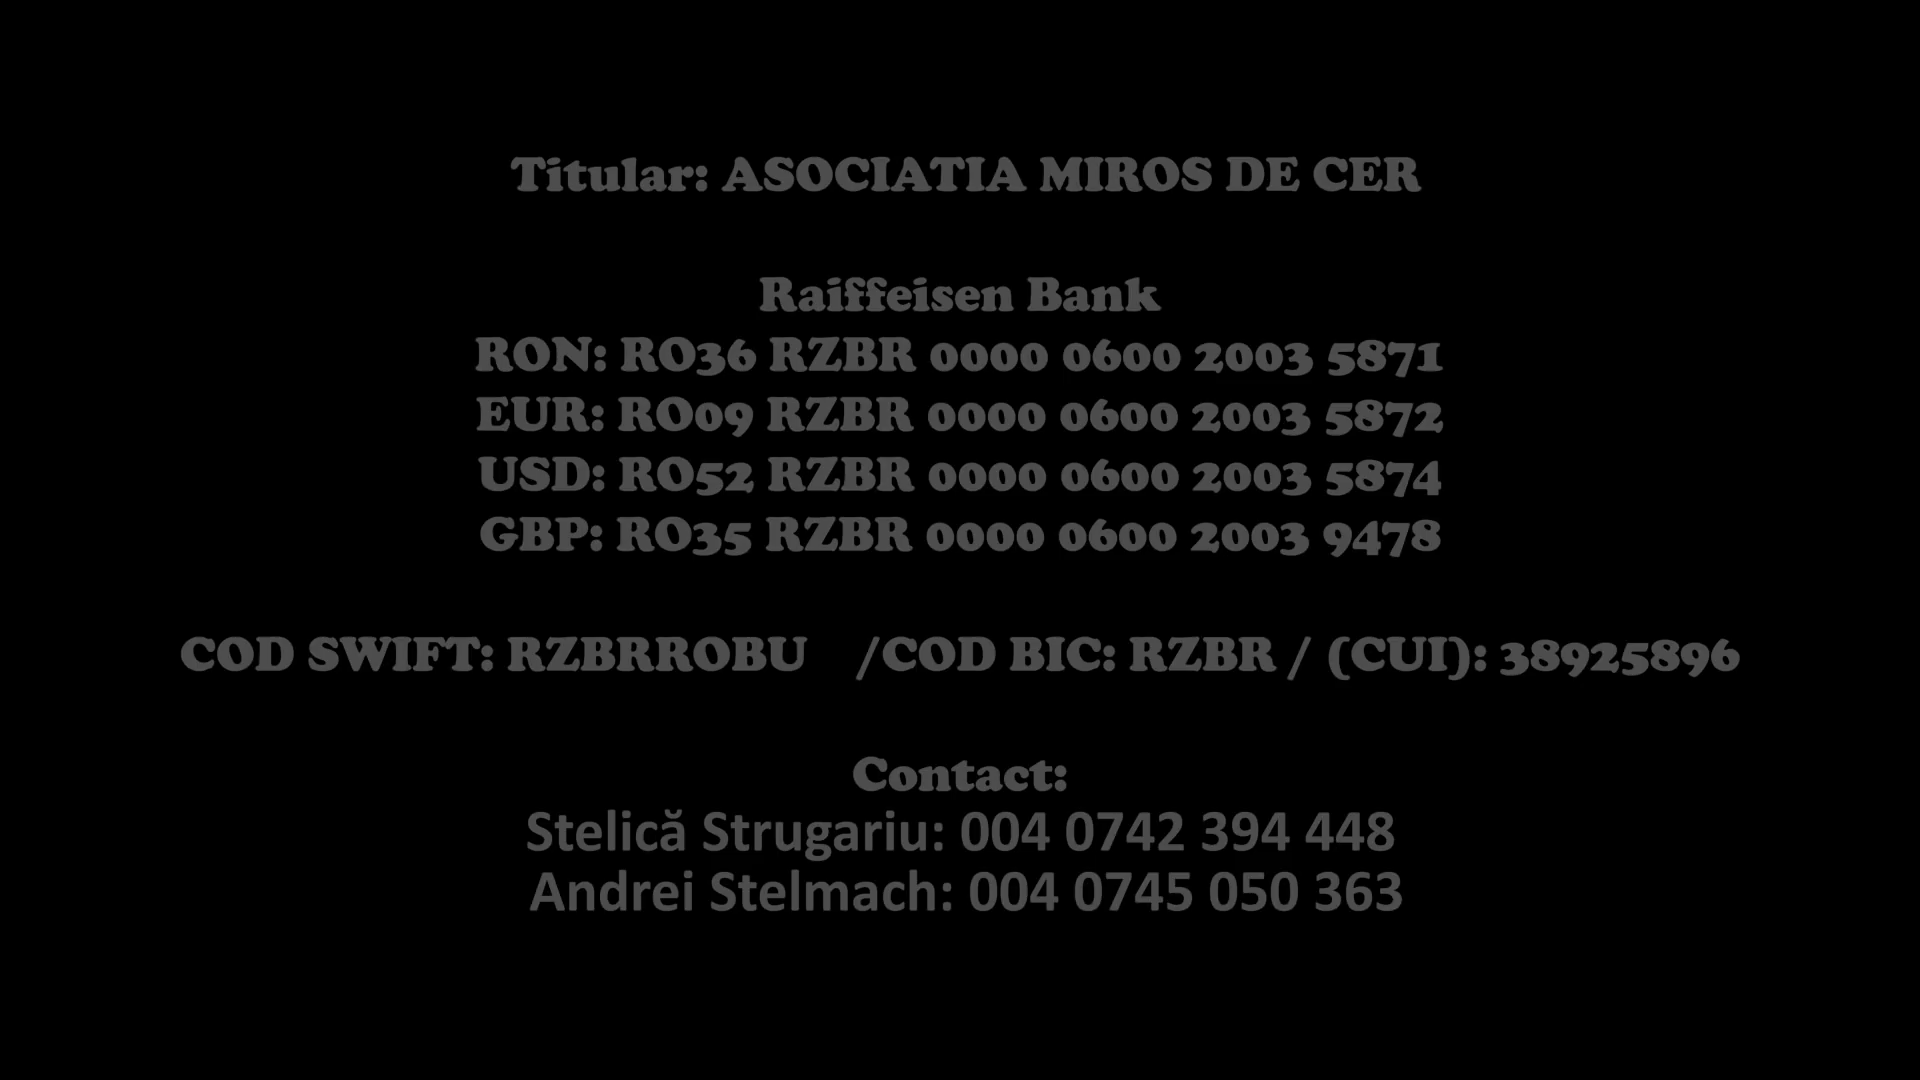 Titular: ASOCIATIA MIROS DE CER
Raiffeisen Bank
RON: RO36 RZBR 0000 0600 2003 5871
EUR: RO09 RZBR 0000 0600 2003 5872
USD: RO52 RZBR 0000 0600 2003 5874
GBP: RO35 RZBR 0000 0600 2003 9478
COD SWIFT: RZBRROBU /COD BIC: RZBR / (CUI): 38925896
Contact:
Stelică Strugariu: 004 0742 394 448
Andrei Stelmach: 004 0745 050 363